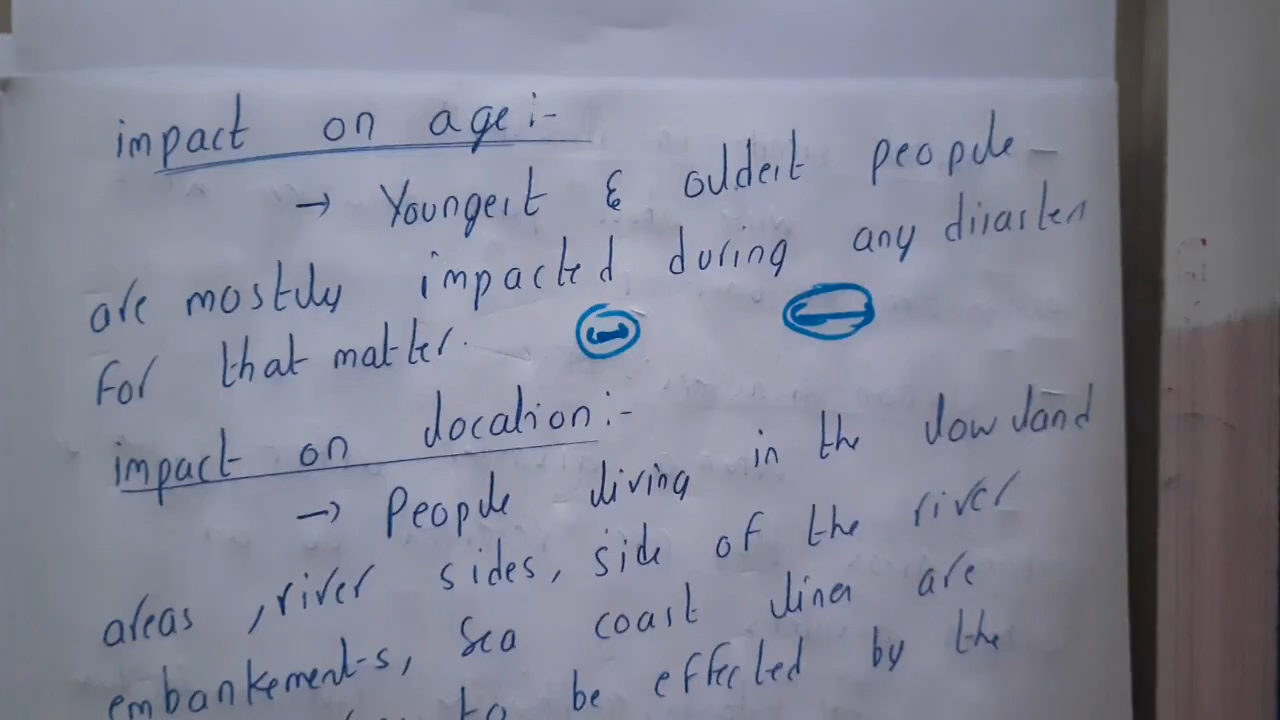 impact on age :-
→ Youngest & oldest people
are mostly impacted during any disaster
for that matter.
impact on location :-
→ People living in the low land
areas , river sides, side of the river
embankements, Sea coast lines are
to be effected by the